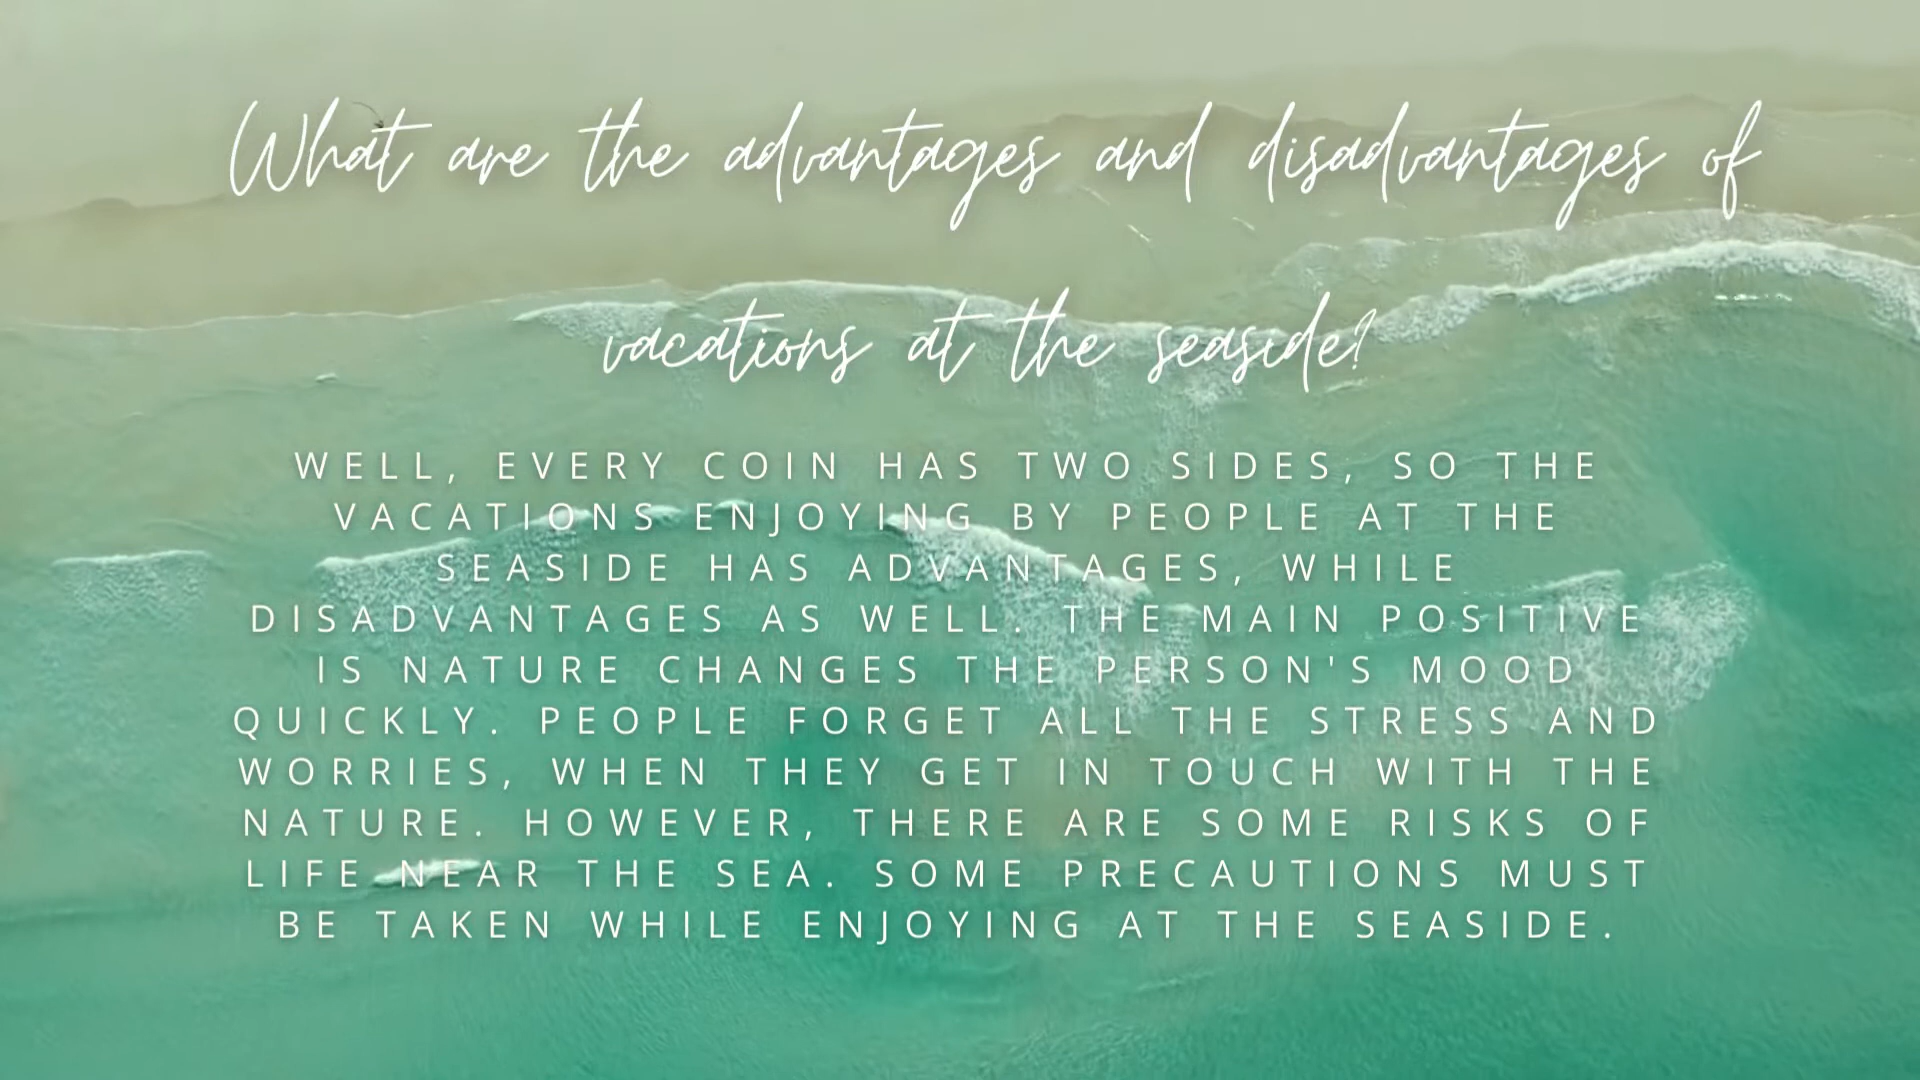 What are the advantages and disadvantages of
vacations at the seaside?
WELL, EVERY COIN HAS TWO SIDES, SO THE
VACATIONS ENJOYING BY PEOPLE AT THE
SEASIDE HAS ADVANTAGES, WHILE
DISADVANTAGES AS WELL. THE MAIN POSITIVE
IS NATURE CHANGES THE PERSON'S MOOD
QUICKLY. PEOPLE FORGET ALL THE STRESS AND
WORRIES, WHEN THEY GET IN TOUCH WITH THE
NATURE. HOWEVER, THERE ARE SOME RISKS OF
LIFE NEAR THE SEA. SOME PRECAUTIONS MUST
BE TAKEN WHILE ENJOYING AT THE SEASIDE.